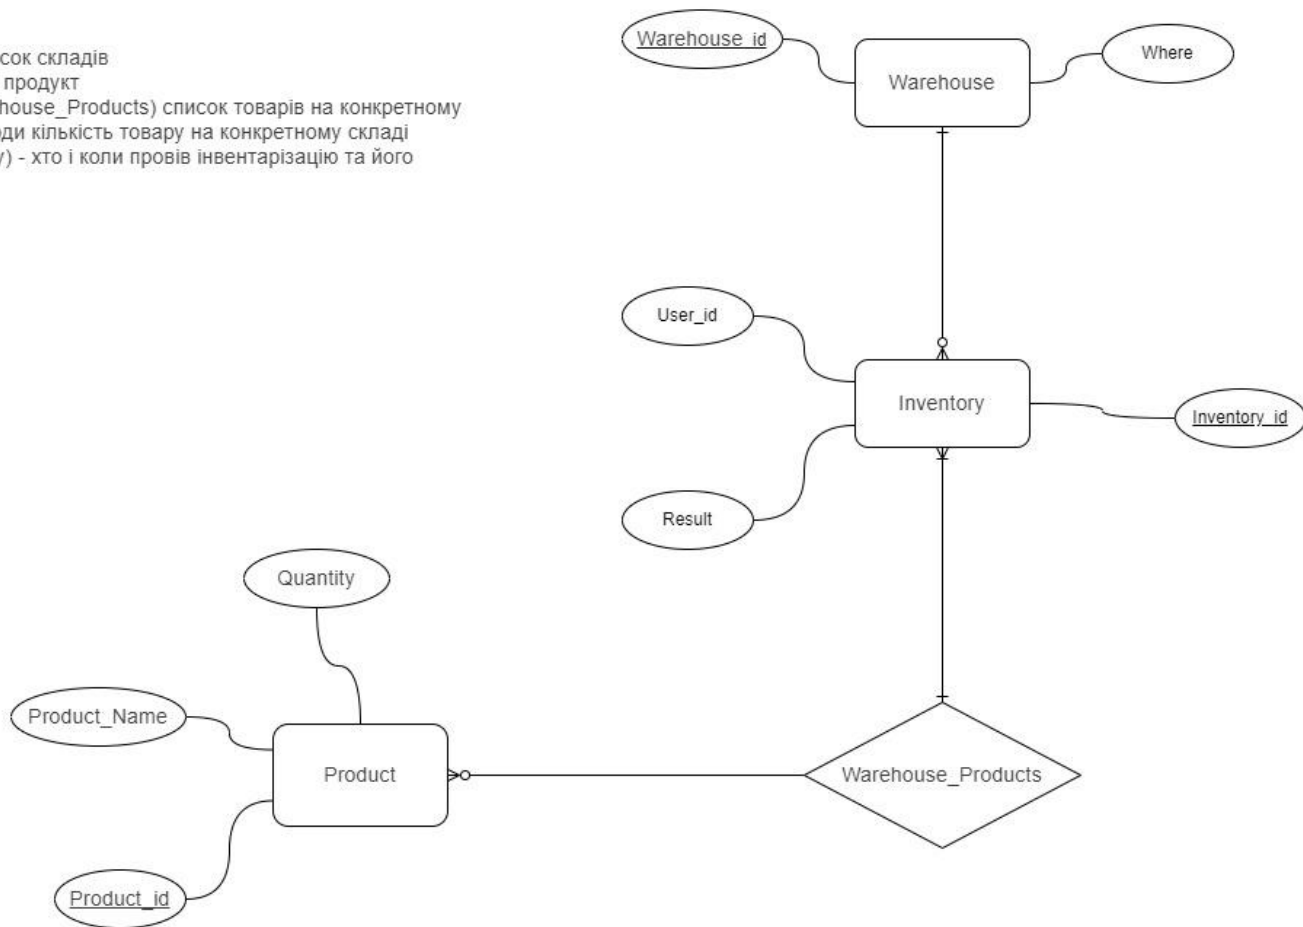 сок складів
продукт
house_Products) список товарів на конкретному
ди кількість товару на конкретному складі
) - хто і коли провів інвентарізацію та його
Warehouse_id
Warehouse
Where
User_id
Inventory
Inventory_id
Result
Quantity
Product_Name
Product
Warehouse_Products
Product_id